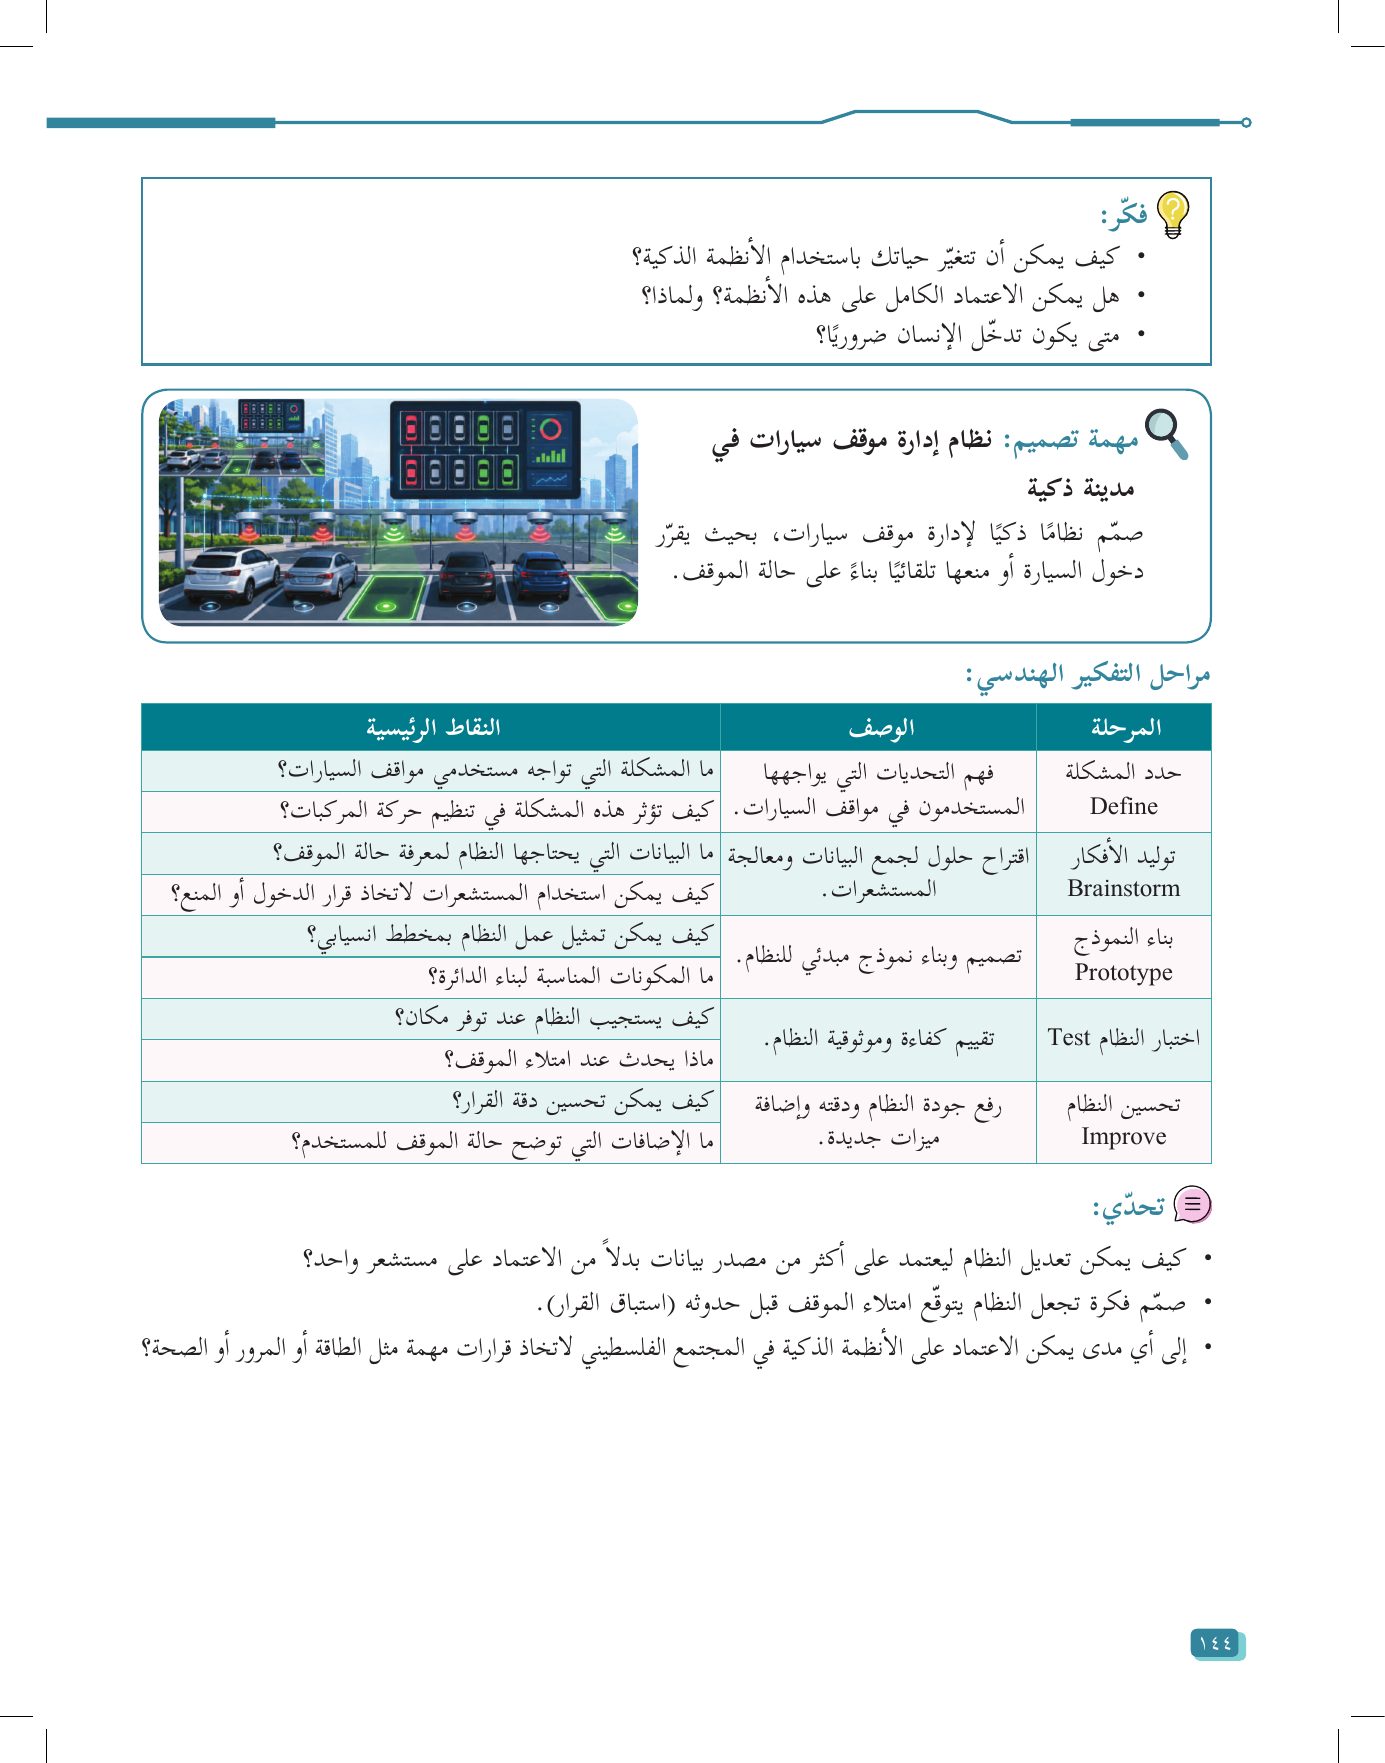 فكّر:
• كيف يمكن أن تتغيّر حياتك باستخدام الأنظمة الذكية؟
• هل يمكن الاعتماد الكامل على هذه الأنظمة؟ ولماذا؟
• متى يكون تدخّل الإنسان ضروريًا؟
مهمة تصميم: نظام إدارة موقف سيارات في
مدينة ذكية
صمّم نظامًا ذكيًا لإدارة موقف سيارات، بحيث يقرّر
دخول السيارة أو منعها تلقائيًا بناءً على حالة الموقف.
مراحل التفكير الهندسي:
المرحلة الوصف النقاط الرئيسية
حدد المشكلة
Define
فهم التحديات التي يواجهها
المستخدمون في مواقف السيارات.
ما المشكلة التي تواجه مستخدمي مواقف السيارات؟
كيف تؤثر هذه المشكلة في تنظيم حركة المركبات؟
توليد الأفكار
Brainstorm
اقتراح حلول لجمع البيانات ومعالجة
المستشعرات.
ما البيانات التي يحتاجها النظام لمعرفة حالة الموقف؟
كيف يمكن استخدام المستشعرات لاتخاذ قرار الدخول أو المنع؟
بناء النموذج
Prototype
تصميم وبناء نموذج مبدئي للنظام.
كيف يمكن تمثيل عمل النظام بمخطط انسيابي؟
ما المكونات المناسبة لبناء الدائرة؟
اختبار النظام Test
تقييم كفاءة وموثوقية النظام.
كيف يستجيب النظام عند توفر مكان؟
ماذا يحدث عند امتلاء الموقف؟
تحسين النظام
Improve
رفع جودة النظام ودقته وإضافة
ميزات جديدة.
كيف يمكن تحسين دقة القرار؟
ما الإضافات التي توضح حالة الموقف للمستخدم؟
تحدّي:
• كيف يمكن تعديل النظام ليعتمد على أكثر من مصدر بيانات بدلاً من الاعتماد على مستشعر واحد؟
• صمّم فكرة تجعل النظام يتوقّع امتلاء الموقف قبل حدوثه (استباق القرار).
• إلى أي مدى يمكن الاعتماد على الأنظمة الذكية في المجتمع الفلسطيني لاتخاذ قرارات مهمة مثل الطاقة أو المرور أو الصحة؟
١٤٤